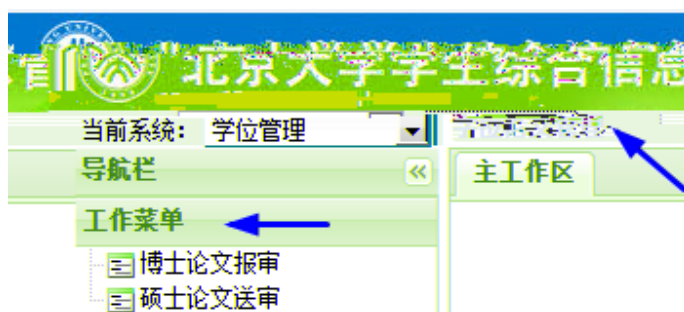 北京大学学生综合信息
当前系统： 学位管理
导航栏
主工作区
工作菜单
博士论文报审
硕士论文送审